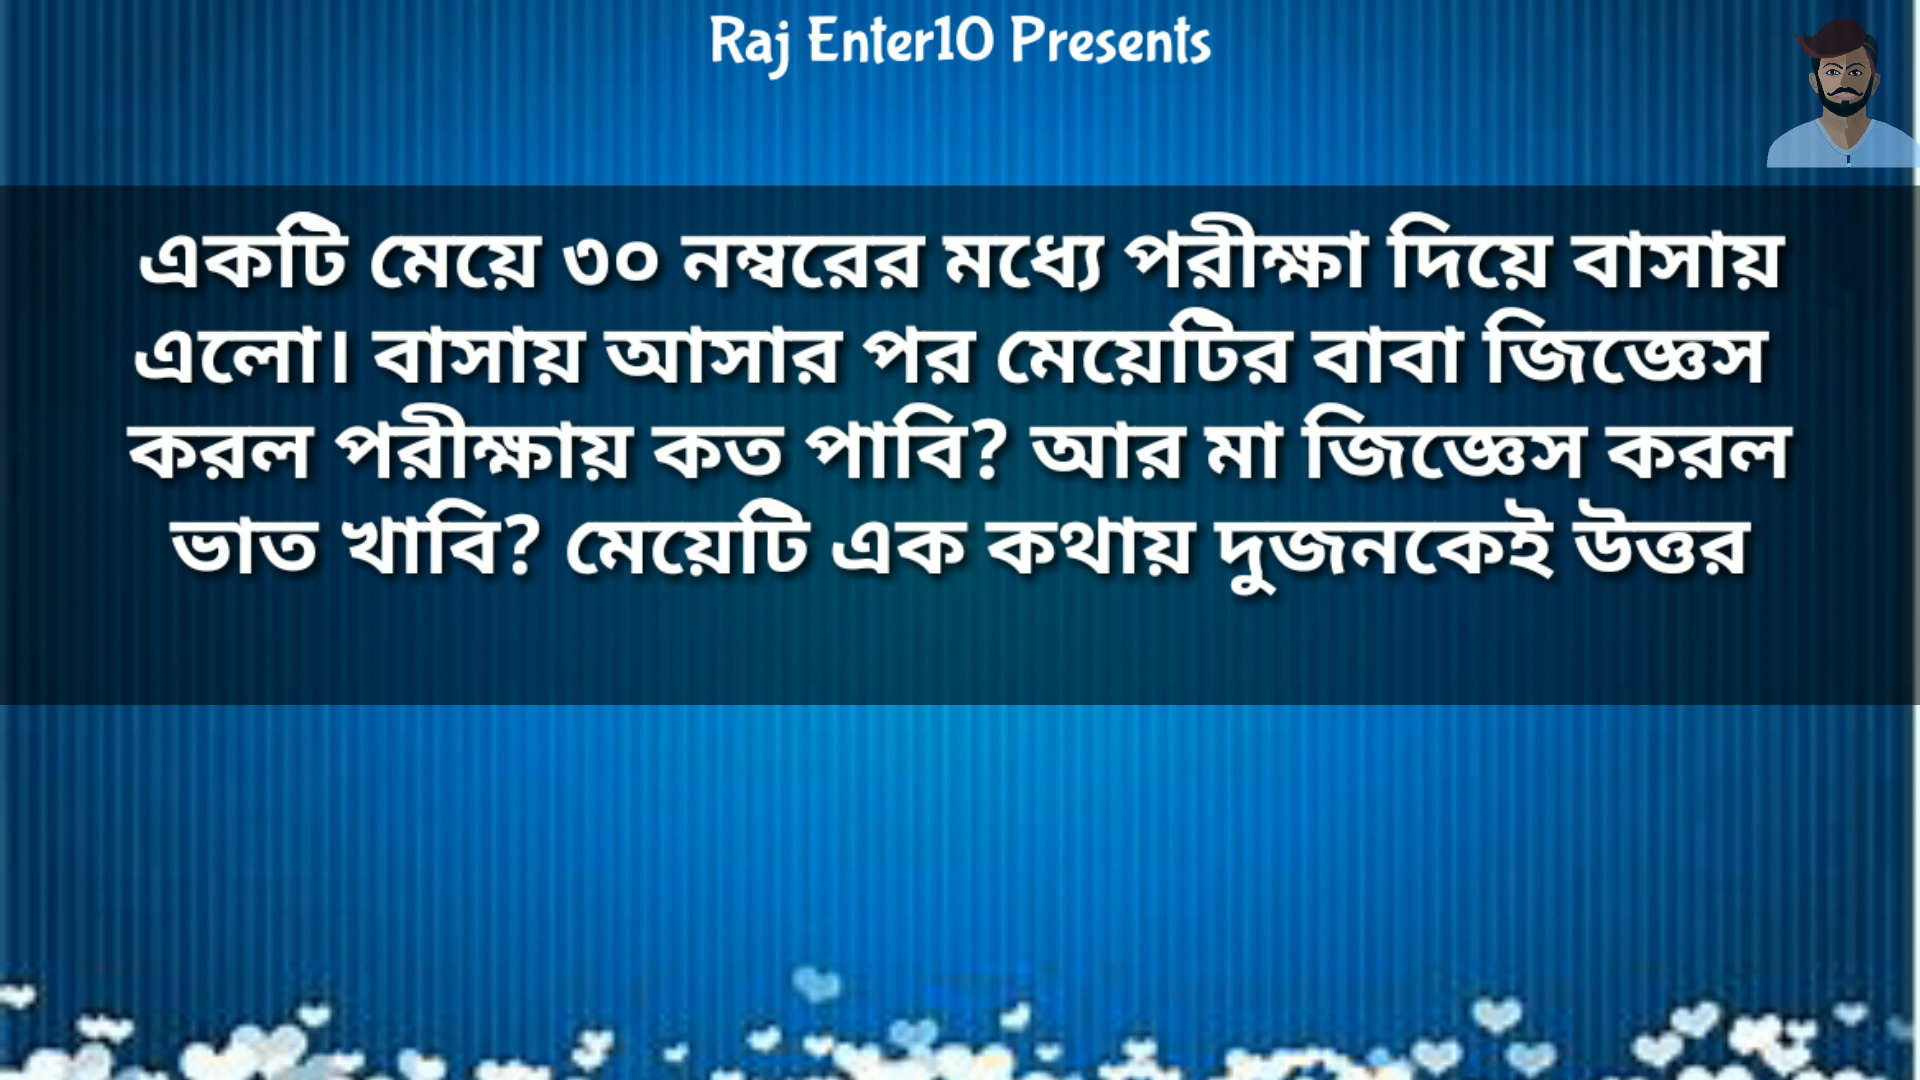 Raj Enter10 Presents
একটি মেয়ে ৩০ নম্বরের মধ্যে পরীক্ষা দিয়ে বাসায়
এলো। বাসায় আসার পর মেয়েটির বাবা জিজ্ঞেস
করল পরীক্ষায় কত পাবি? আর মা জিজ্ঞেস করল
ভাত খাবি? মেয়েটি এক কথায় দুজনকেই উত্তর